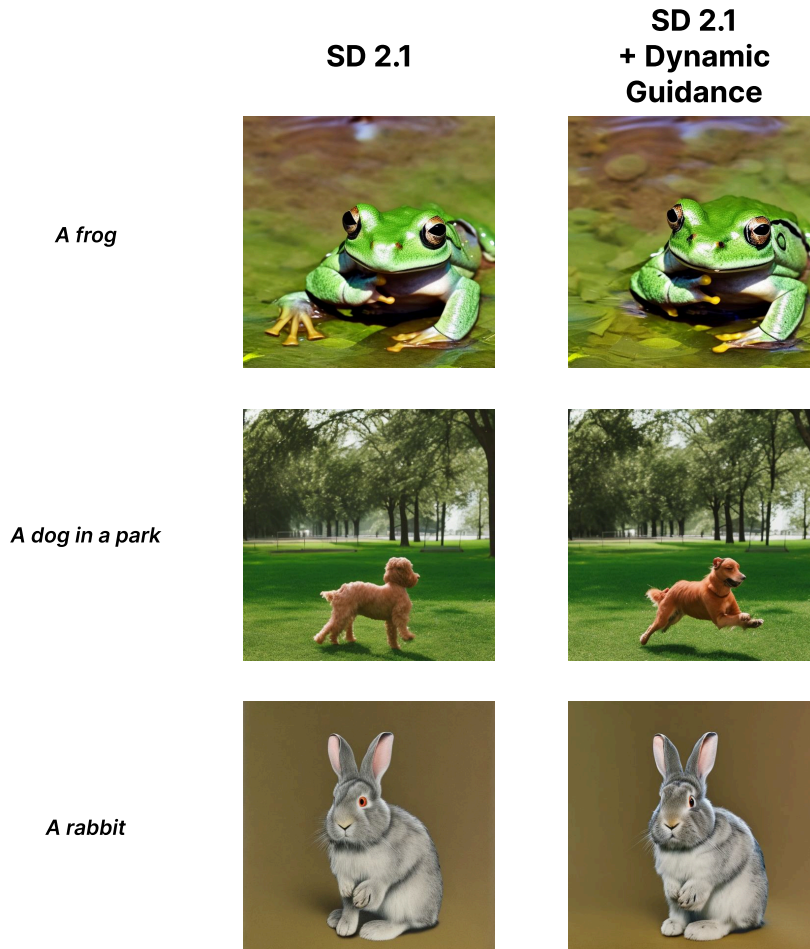 SD 2.1
SD 2.1
+ Dynamic
Guidance
A frog
A dog in a park
A rabbit